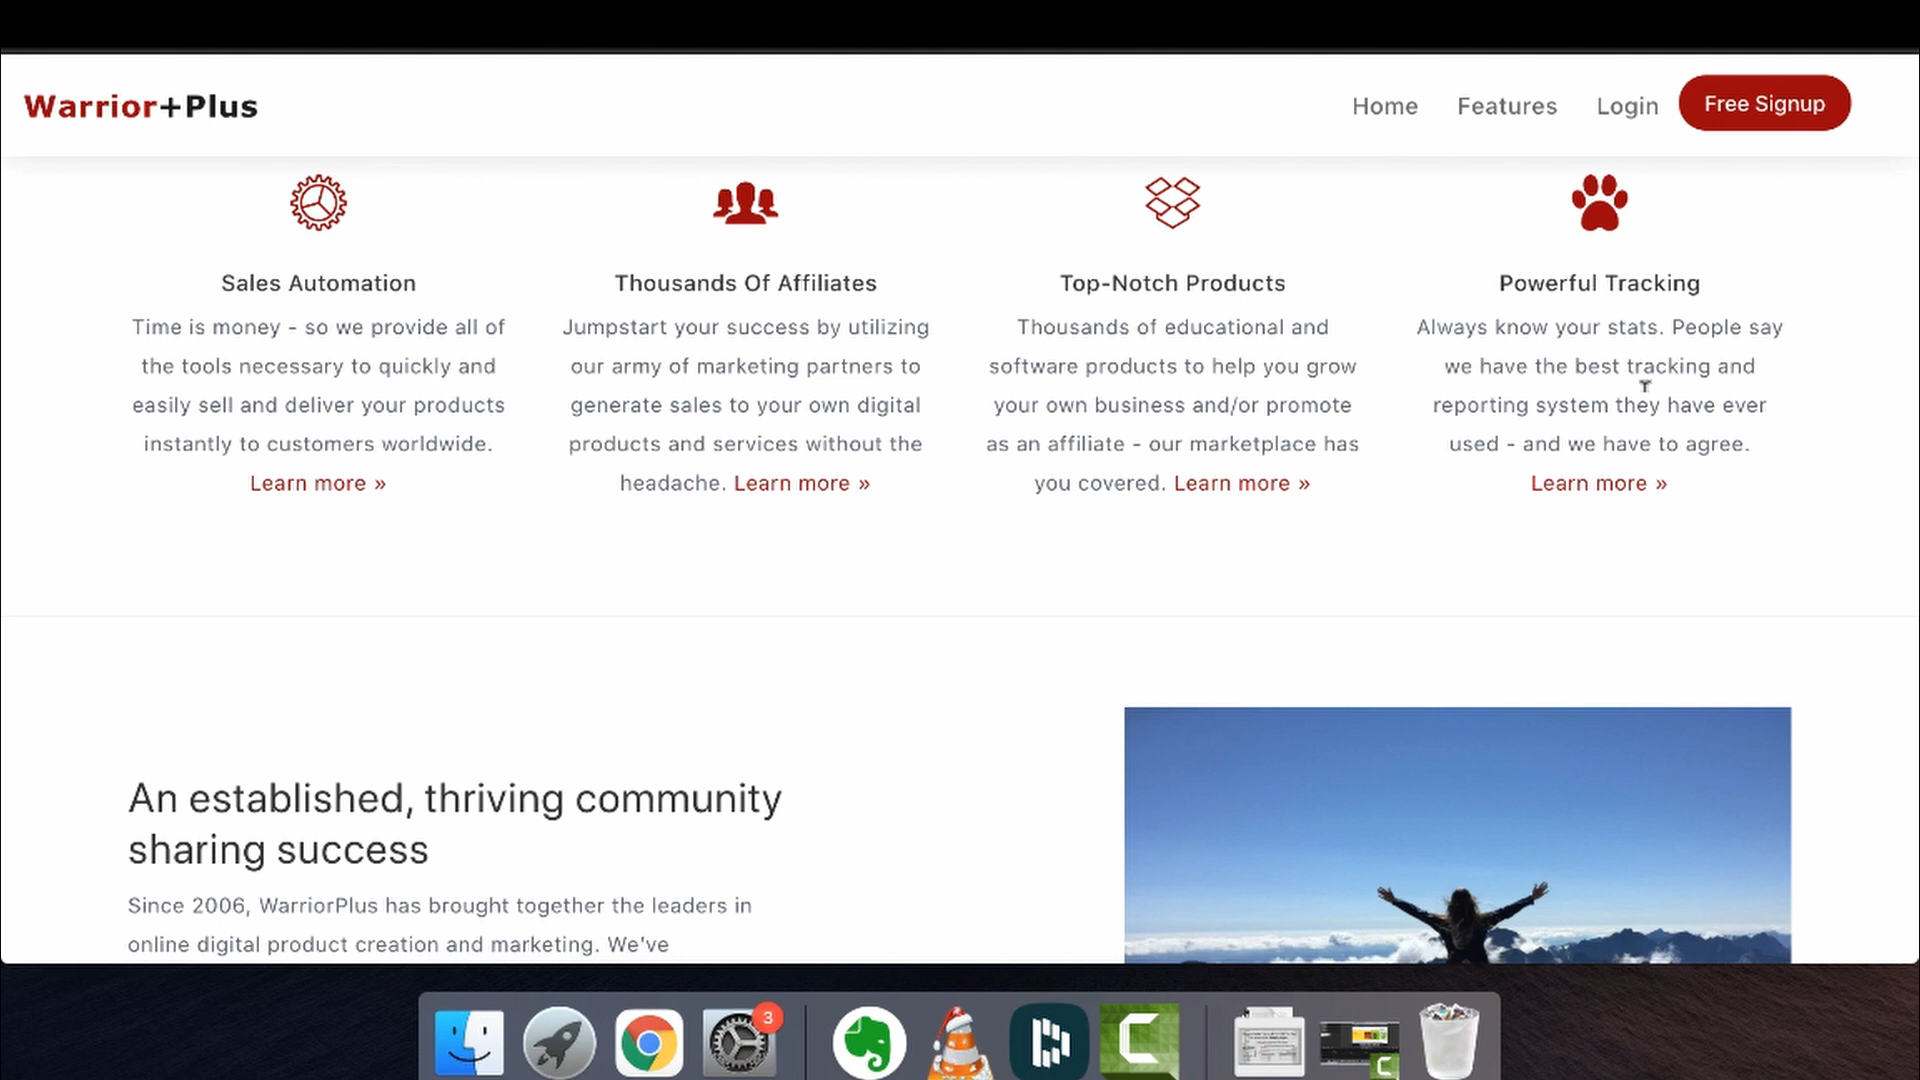 Warrior+Plus
Home Features Login Free Signup
Sales Automation
Time is money - so we provide all of
the tools necessary to quickly and
easily sell and deliver your products
instantly to customers worldwide.
Learn more »
Thousands Of Affiliates
Jumpstart your success by utilizing
our army of marketing partners to
generate sales to your own digital
products and services without the
headache. Learn more »
Top-Notch Products
Thousands of educational and
software products to help you grow
your own business and/or promote
as an affiliate - our marketplace has
you covered. Learn more »
Powerful Tracking
Always know your stats. People say
we have the best tracking and
reporting system they have ever
used - and we have to agree.
Learn more »
An established, thriving community
sharing success
Since 2006, WarriorPlus has brought together the leaders in
online digital product creation and marketing. We've
3